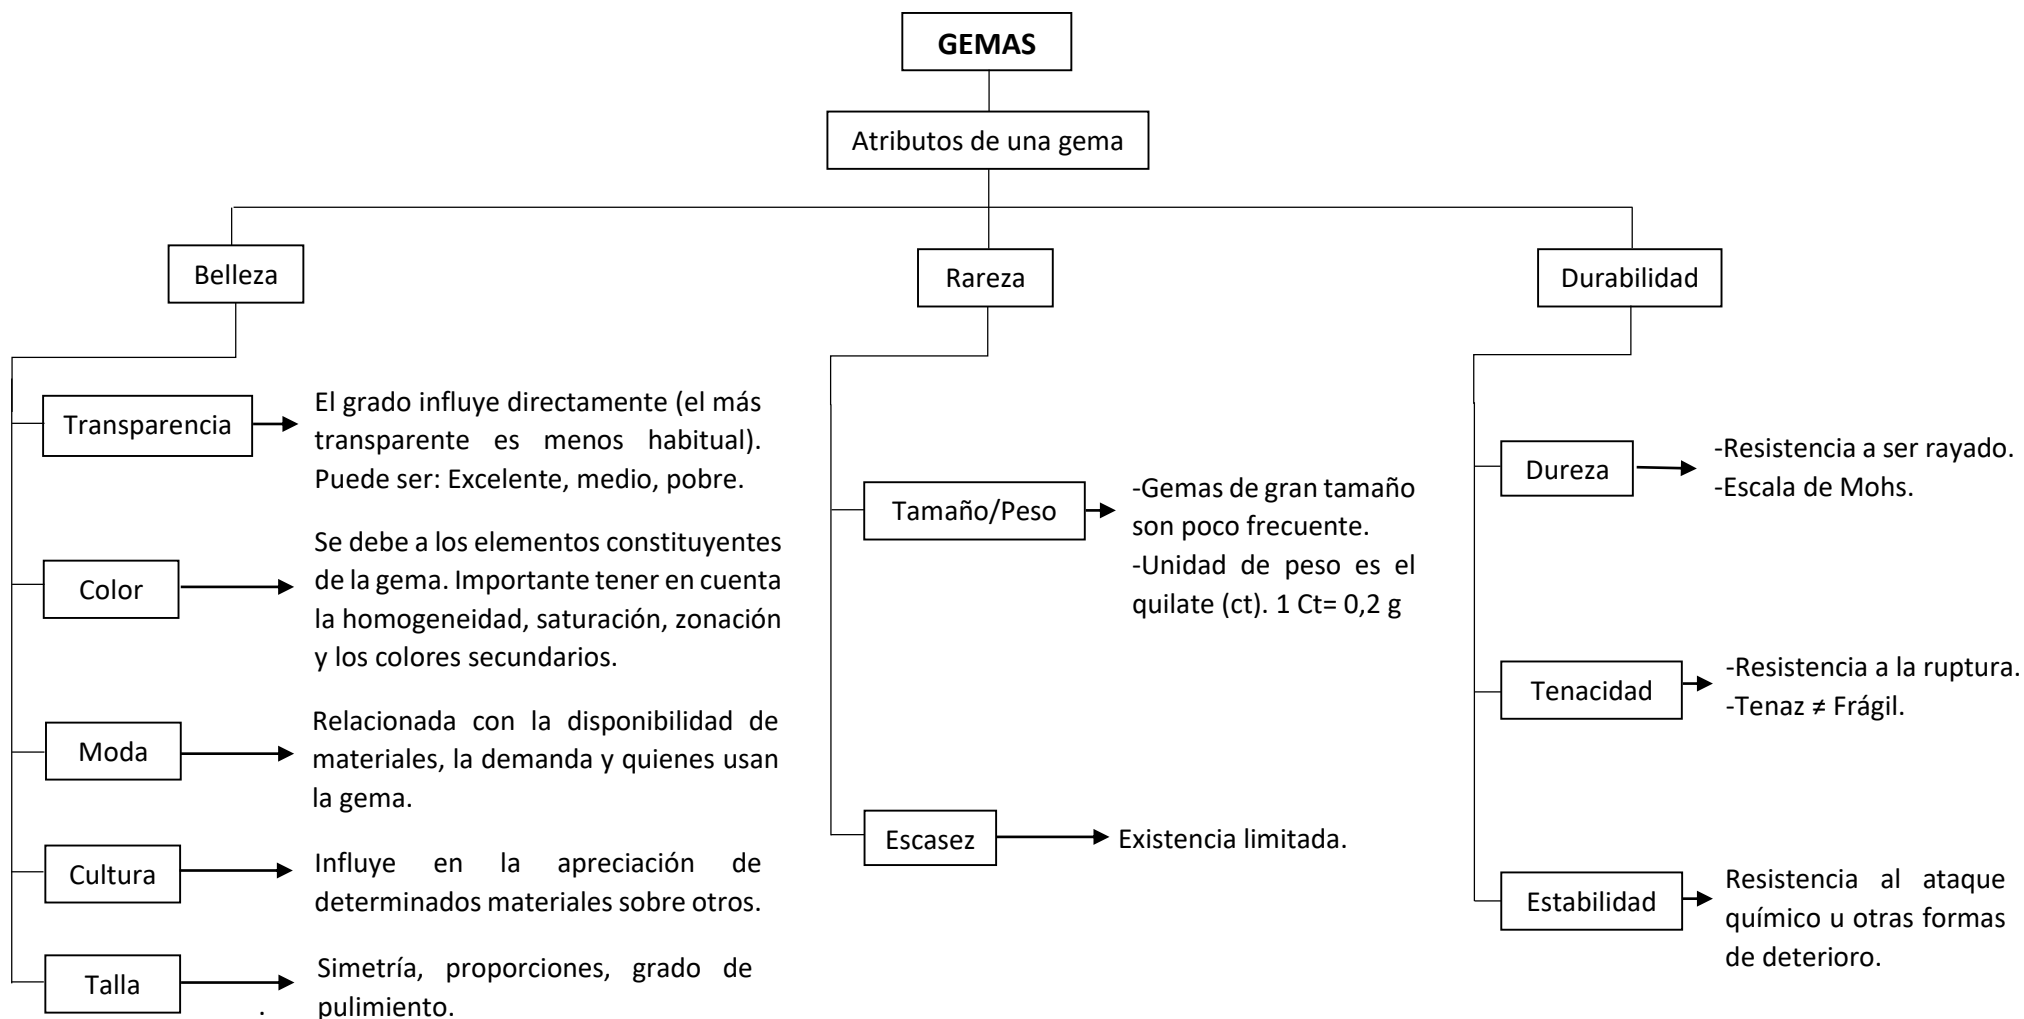 GEMAS
Atributos de una gema
Belleza
Rareza
Durabilidad
Transparencia
El grado influye directamente (el más
transparente es menos habitual).
Puede ser: Excelente, medio, pobre.
Color
Se debe a los elementos constituyentes
de la gema. Importante tener en cuenta
la homogeneidad, saturación, zonación
y los colores secundarios.
Moda
Relacionada con la disponibilidad de
materiales, la demanda y quienes usan
la gema.
Cultura
Influye en la apreciación de
determinados materiales sobre otros.
Talla
.
Simetría, proporciones, grado de
pulimiento.
Tamaño/Peso
-Gemas de gran tamaño
son poco frecuente.
-Unidad de peso es el
quilate (ct). 1 Ct= 0,2 g
Escasez
Existencia limitada.
Dureza
-Resistencia a ser rayado.
-Escala de Mohs.
Tenacidad
-Resistencia a la ruptura.
-Tenaz ≠ Frágil.
Estabilidad
Resistencia al ataque
químico u otras formas
de deterioro.